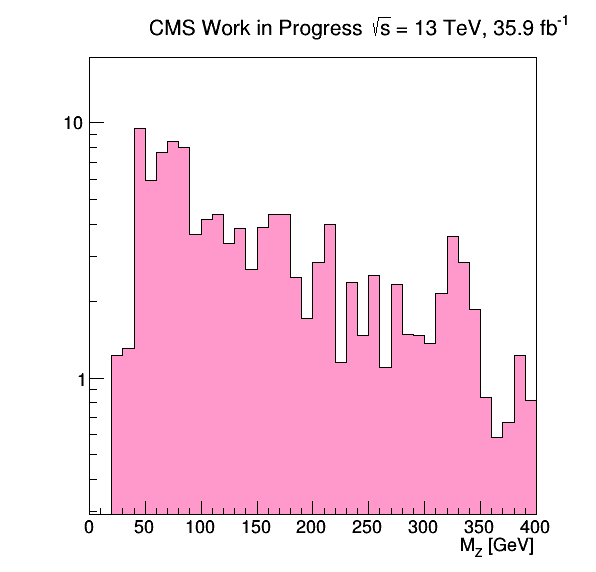 CMS Work in Progress √s = 13 TeV, 35.9 fb⁻¹
10
1
0 50 100 150 200 250 300 350 400
M_Z [GeV]